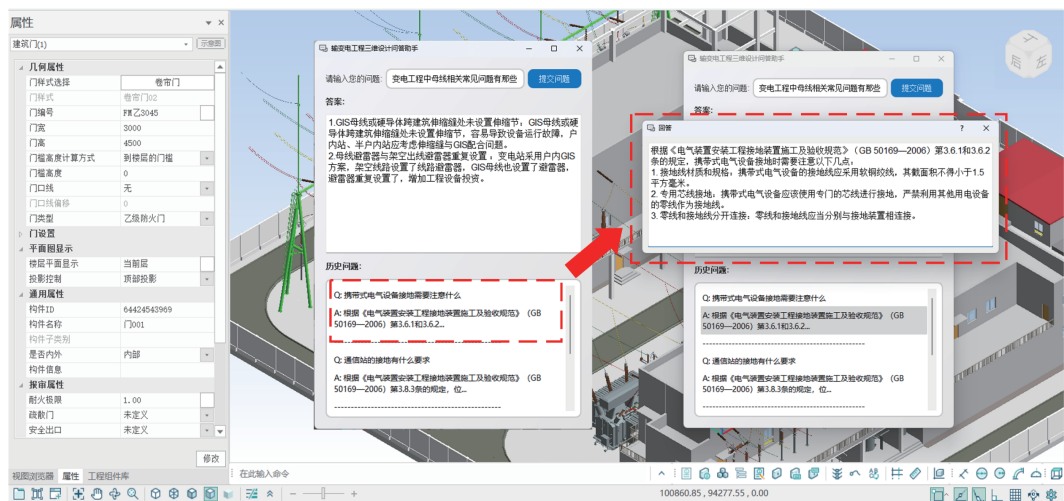 属性
建筑门(1)
示意图
几何属性
门样式选择 卷帘门
门样式 卷帘门02
门编号 FM乙3045
门宽 3000
门高 4500
门槛高度计算方式 到楼层的门槛
门槛高度 0
门口线 无
门口线偏移 0
门类型 乙级防火门
门设置
平面图显示
楼层平面显示 当前层
投影控制 顶部投影
通用属性
构件ID 64424543969
构件名称 门001
构件子类别
是否内外 内部
构件信息
报审属性
耐火极限 1.00
疏散门 未定义
安全出口 未定义
修改
视图浏览器 属性 工程组件库
在此输入命令
100860.85, 94277.55, 0.00
输变电工程三维设计问答助手
请输入您的问题: 变电工程中母线相关常见问题有那些 提交问题
答案:
1.GIS母线或硬导体跨建筑伸缩缝处未设置伸缩节,GIS母线或硬
导体跨建筑伸缩缝处未设置伸缩节,容易导致设备运行故障,户
内站、半户内站应考虑伸缩缝与GIS配合问题。
2.母线避雷器与架空出线避雷器重复设置,变电站采用户内GIS
方案,架空线路设置了线路避雷器,GIS母线也设置了避雷器,
避雷器重复设置了,增加工程设备投资。
历史问题:
Q: 携带式电气设备接地需要注意什么
A: 根据《电气装置安装工程接地装置施工及验收规范》(GB
50169—2006)第3.6.1和3.6.2...
Q: 通信站的接地有什么要求
A: 根据《电气装置安装工程接地装置施工及验收规范》(GB
50169—2006)第3.8.3条的规定,位...
输变电工程三维设计问答助手
请输入您的问题: 变电工程中母线相关常见问题有那些 提交问题
答案:
回答
根据《电气装置安装工程接地装置施工及验收规范》(GB 50169—2006)第3.6.1和3.6.2
条的规定,携带式电气设备接地时需要注意以下几点:
1. 接地线材质和规格:携带式电气设备的接地线应采用软铜绞线,其截面积不得小于1.5
平方毫米。
2. 专用芯线接地:携带式电气设备应该使用专门的芯线进行接地,严禁利用其他用电设备
的零线作为接地线。
3. 零线和接地线分开连接:零线和接地线应当分别与接地装置相连接。
历史问题:
Q: 携带式电气设备接地需要注意什么
A: 根据《电气装置安装工程接地装置施工及验收规范》(GB
50169—2006)第3.6.1和3.6.2...
Q: 通信站的接地有什么要求
A: 根据《电气装置安装工程接地装置施工及验收规范》(GB
50169—2006)第3.8.3条的规定,位...